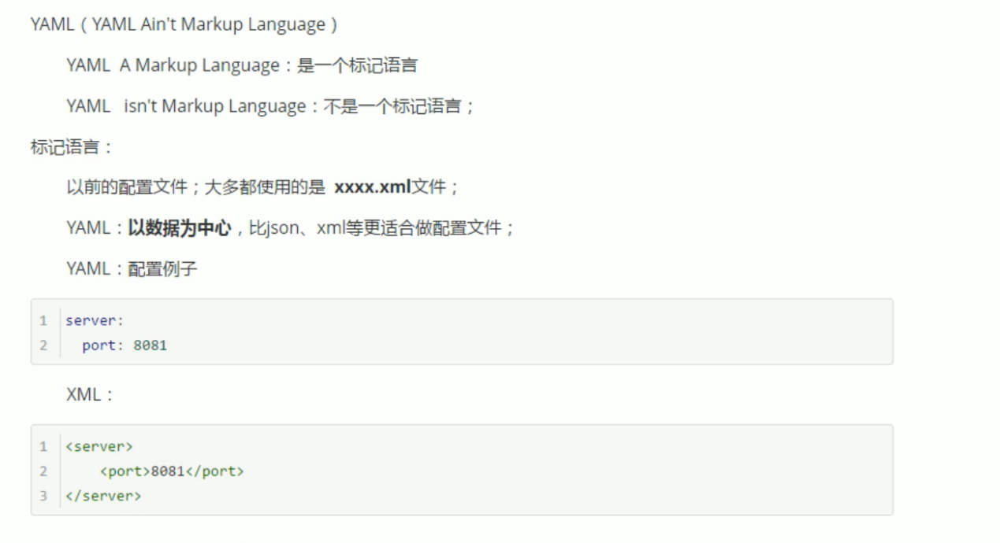 YAML（YAML Ain't Markup Language）
YAML A Markup Language：是一个标记语言
YAML isn't Markup Language：不是一个标记语言；
标记语言：
以前的配置文件；大多都使用的是 xxxx.xml文件；
YAML：以数据为中心，比json、xml等更适合做配置文件；
YAML：配置例子
1 server:
2   port: 8081
XML：
1 <server>
2     <port>8081</port>
3 </server>